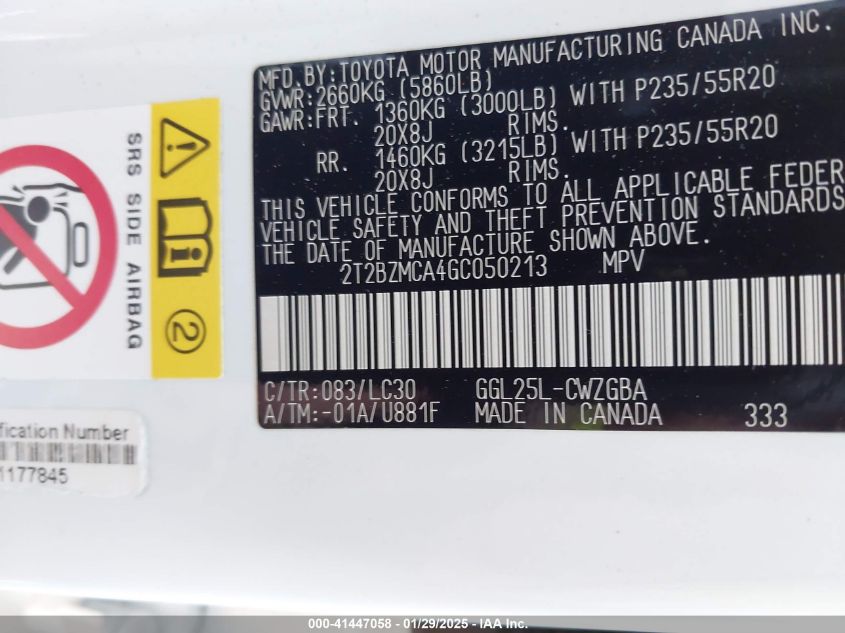 MFD.BY:TOYOTA MOTOR MANUFACTURING CANADA INC.
GVWR:2660KG (5860LB)
GAWR:FRT. 1360KG (3000LB) WITH P235/55R20
20X8J RIMS.
RR. 1460KG (3215LB) WITH P235/55R20
20X8J RIMS.
THIS VEHICLE CONFORMS TO ALL APPLICABLE FEDER
VEHICLE SAFETY AND THEFT PREVENTION STANDARDS
THE DATE OF MANUFACTURE SHOWN ABOVE.
2T2BZMCA4GC050213 MPV
C/TR:083/LC30 GGL25L-CWZGBA
A/TM:-01A/U881F MADE IN CANADA 333
SRS SIDE AIRBAG
2
fication Number
1177845
000-41447058 - 01/29/2025 - IAA Inc.